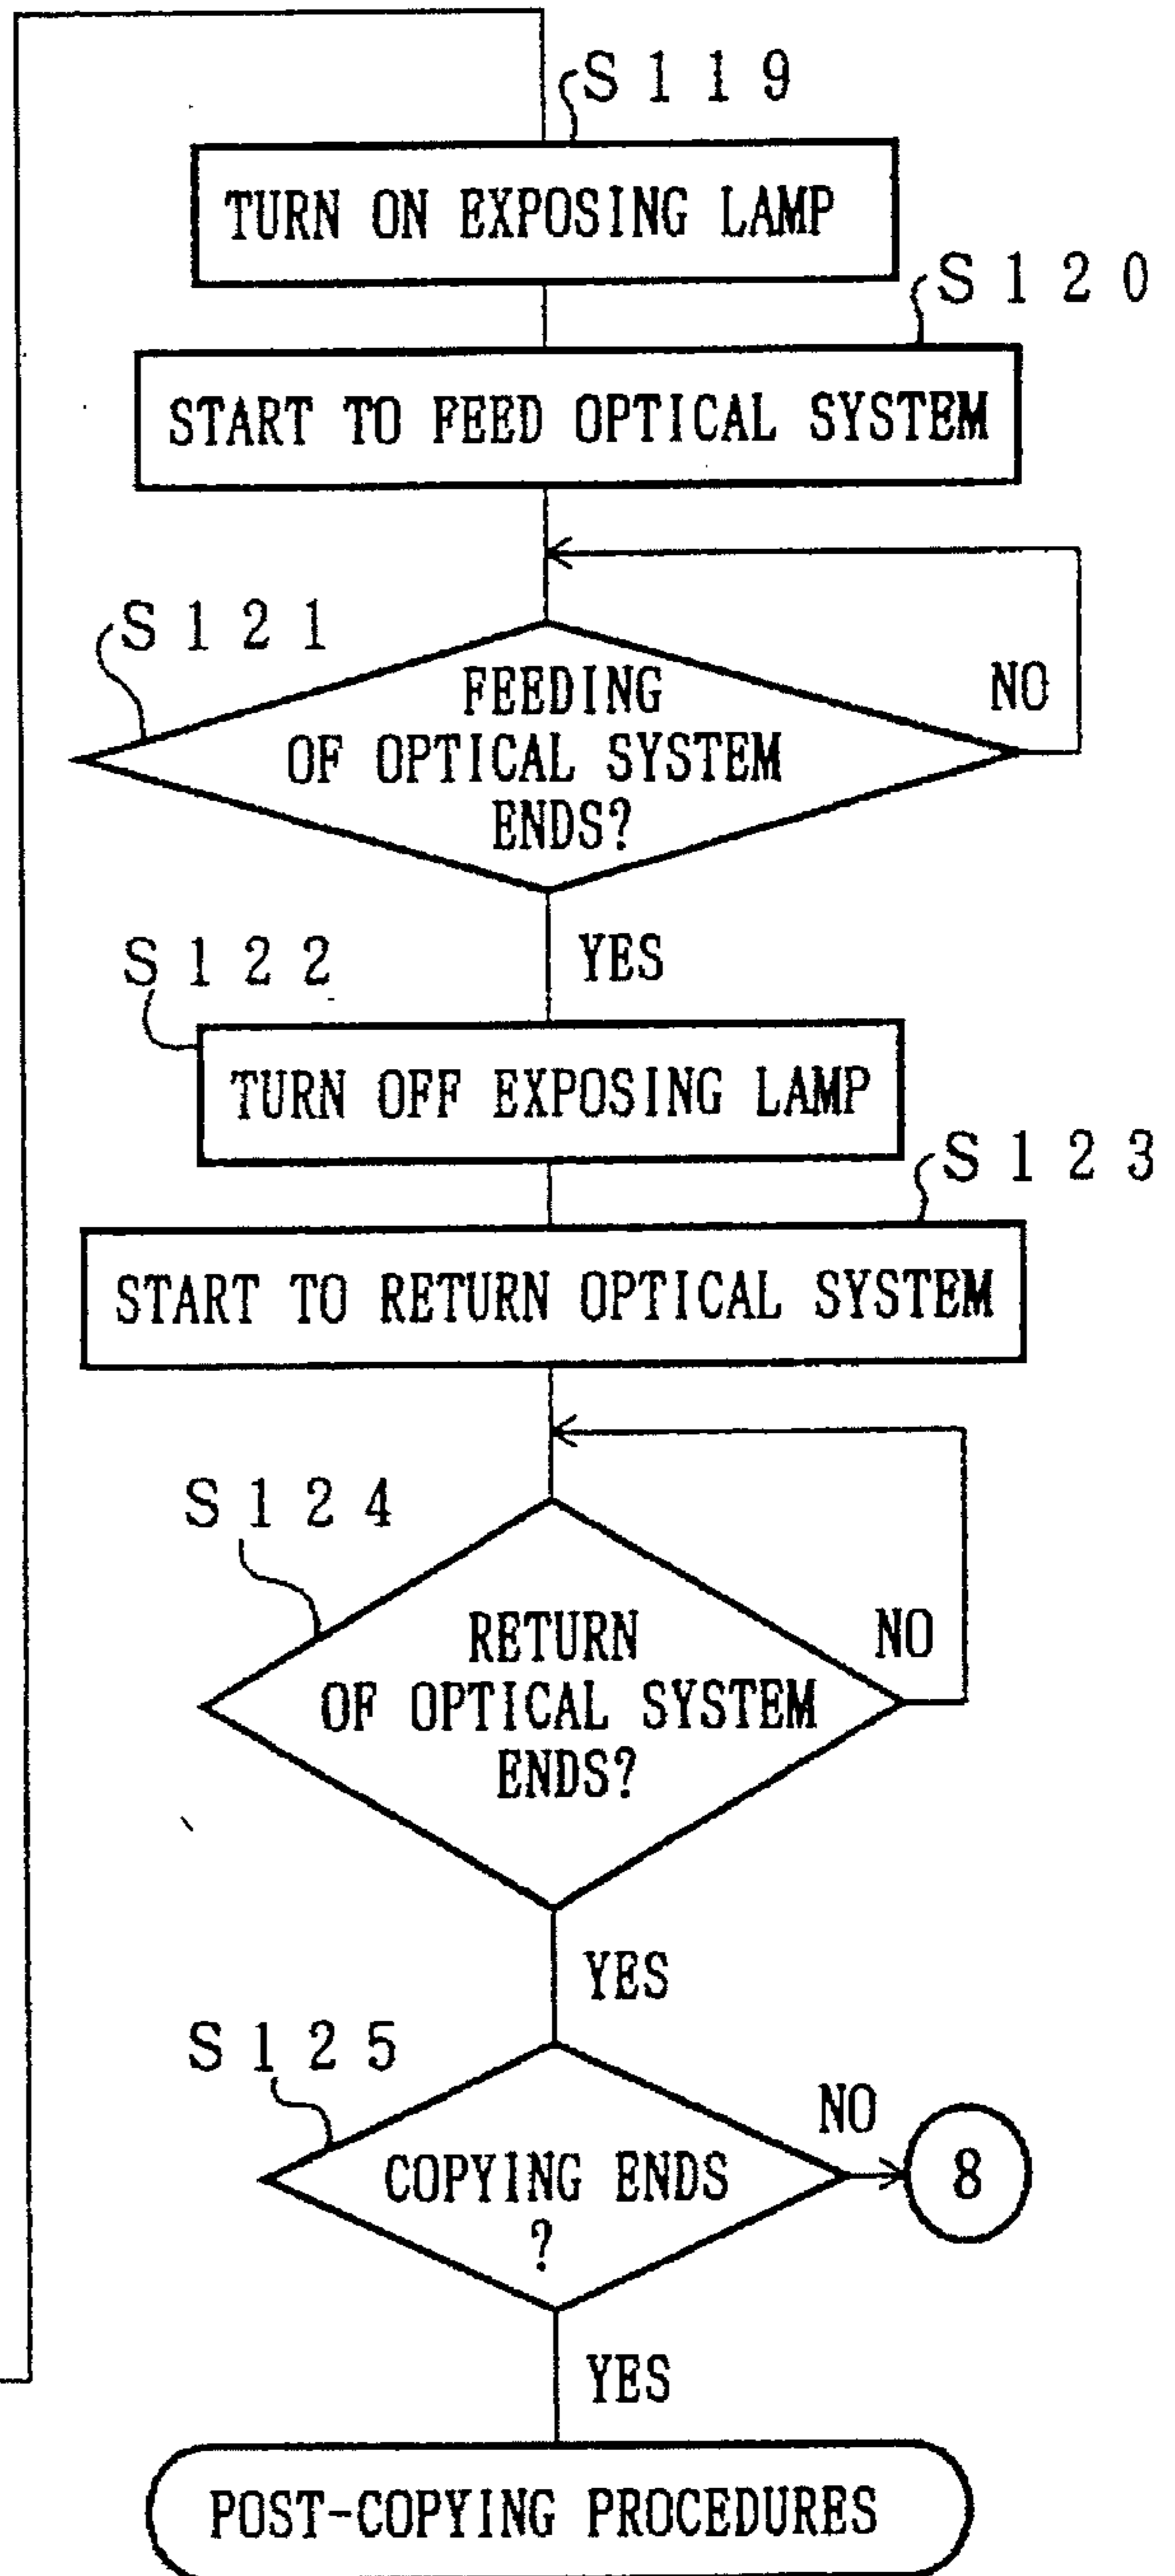 S119
TURN ON EXPOSING LAMP
S120
START TO FEED OPTICAL SYSTEM
S121
FEEDING
OF OPTICAL SYSTEM
ENDS?
NO
YES
S122
TURN OFF EXPOSING LAMP
S123
START TO RETURN OPTICAL SYSTEM
S124
RETURN
OF OPTICAL SYSTEM
ENDS?
NO
YES
S125
COPYING ENDS
?
NO
8
YES
POST-COPYING PROCEDURES